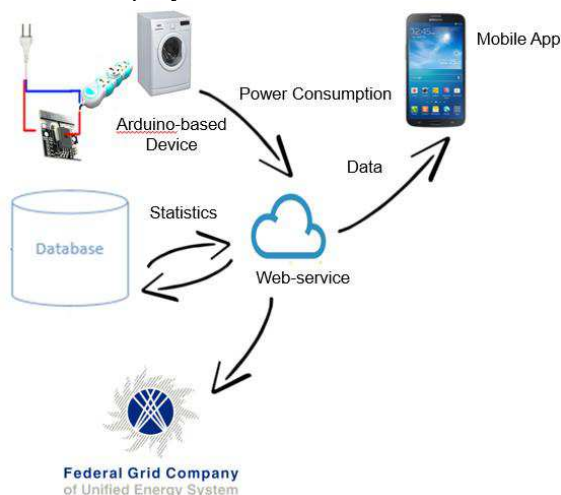 Mobile App
Power Consumption
Arduino-based
Device
Data
Statistics
Database
Web-service
Federal Grid Company
of Unified Energy System